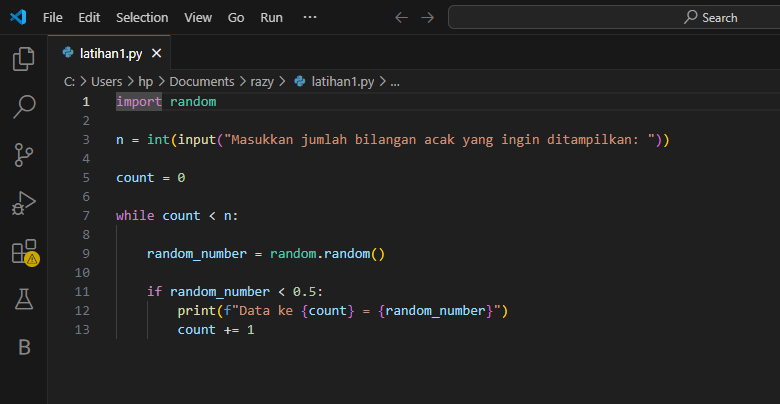 File Edit Selection View Go Run ··· Search
latihan1.py
C: > Users > hp > Documents > razy > latihan1.py > ...
1 import random
2
3 n = int(input("Masukkan jumlah bilangan acak yang ingin ditampilkan: "))
4
5 count = 0
6
7 while count < n:
8
9     random_number = random.random()
10
11     if random_number < 0.5:
12         print(f"Data ke {count} = {random_number}")
13         count += 1
B